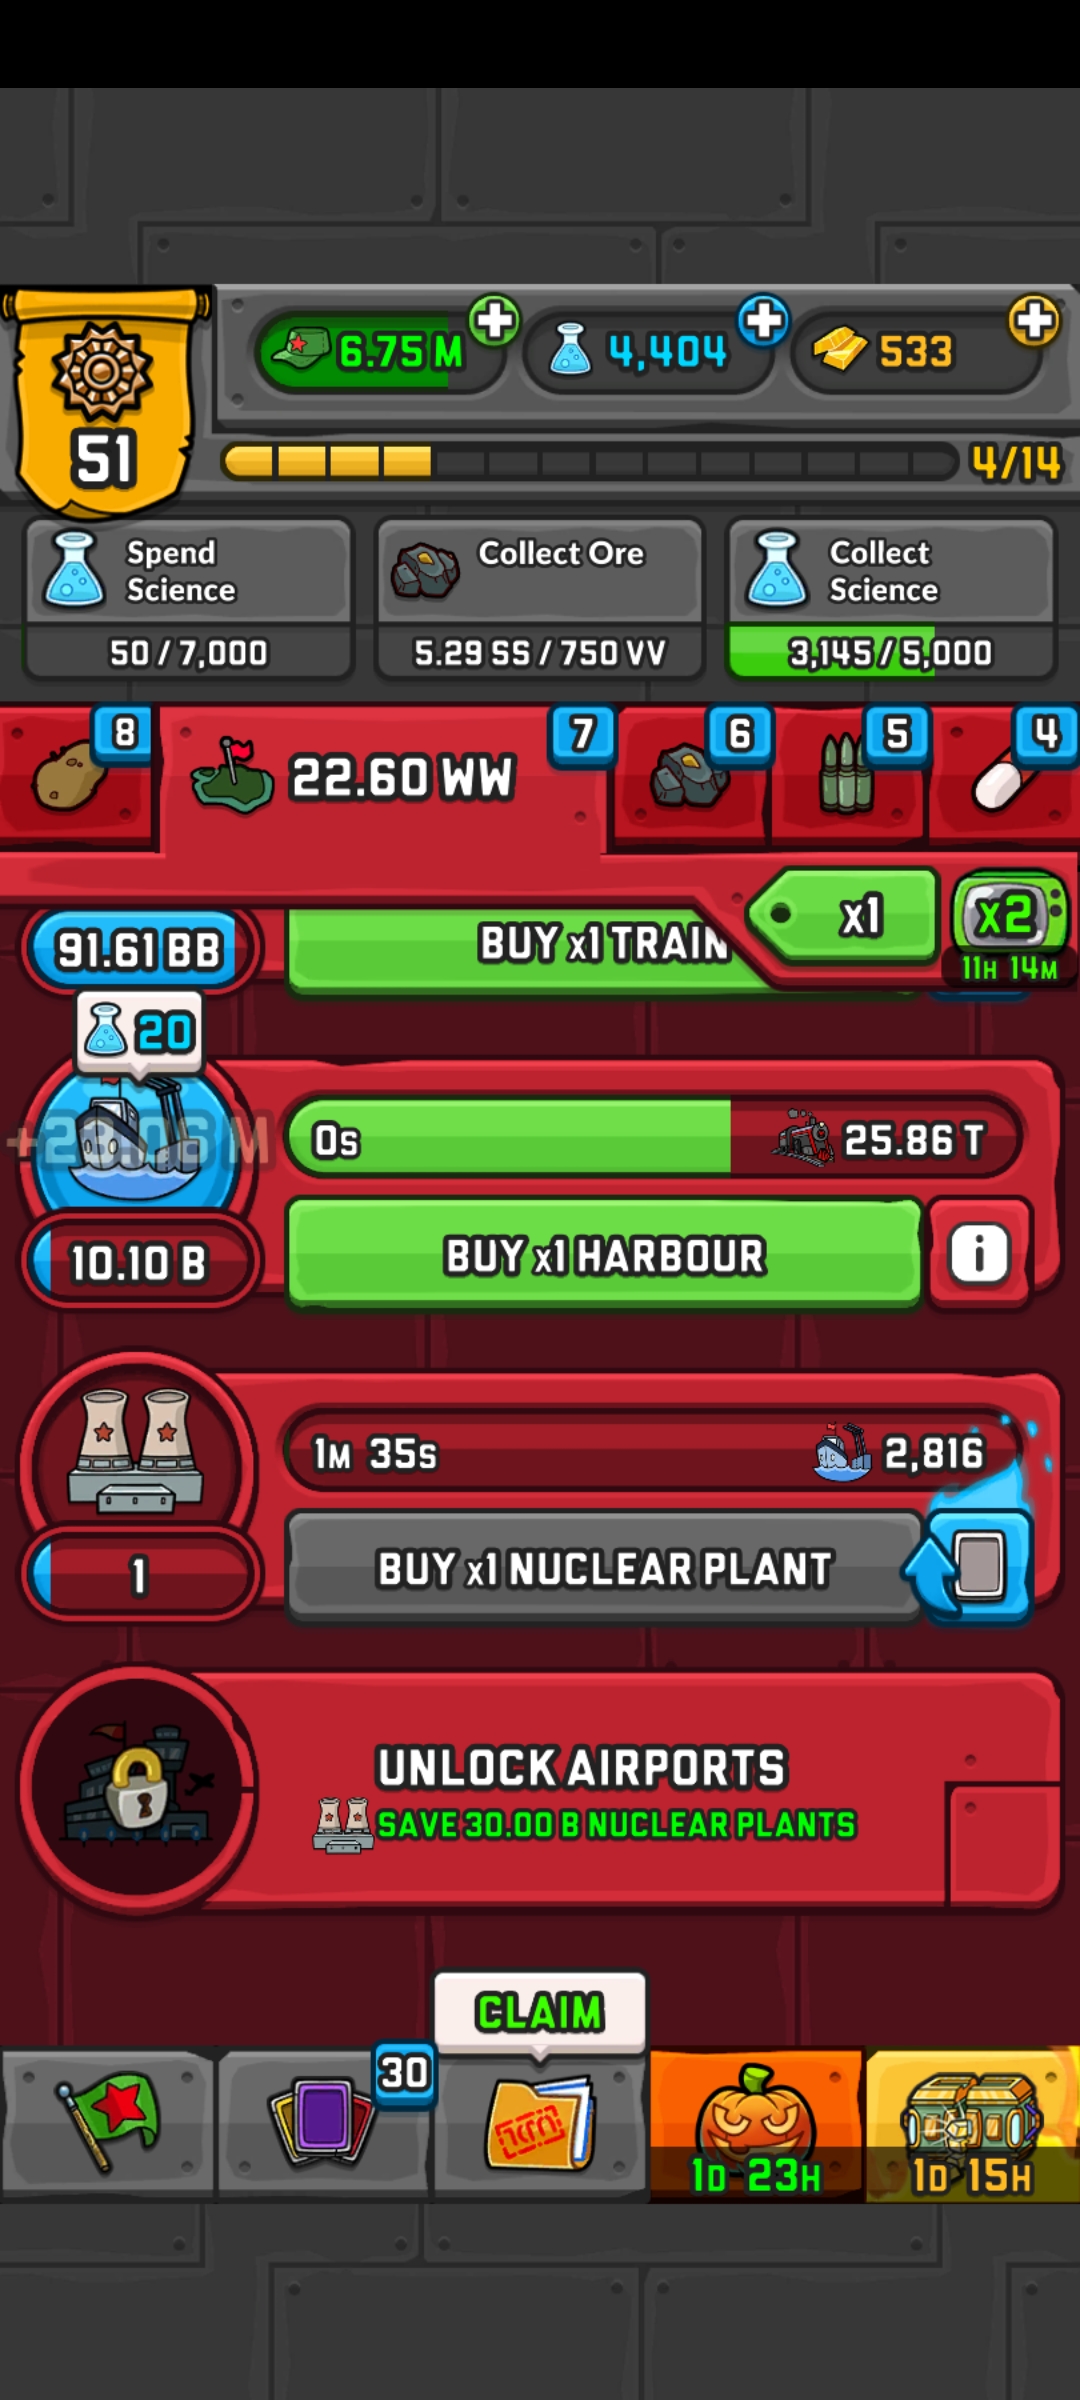 6.75 M
4,404
533
51
4/14
Spend
Science
50 / 7,000
Collect Ore
5.29 SS / 750 VV
Collect
Science
3,145 / 5,000
8
22.60 WW
7
6
5
4
91.61 BB
BUY x1 TRAIN
x1
x2
11H 14M
20
0s
25.86 T
10.10 B
BUY x1 HARBOUR
i
1M 35s
2,816
1
BUY x1 NUCLEAR PLANT
UNLOCK AIRPORTS
SAVE 30.00 B NUCLEAR PLANTS
CLAIM
30
1D 23H
1D 15H